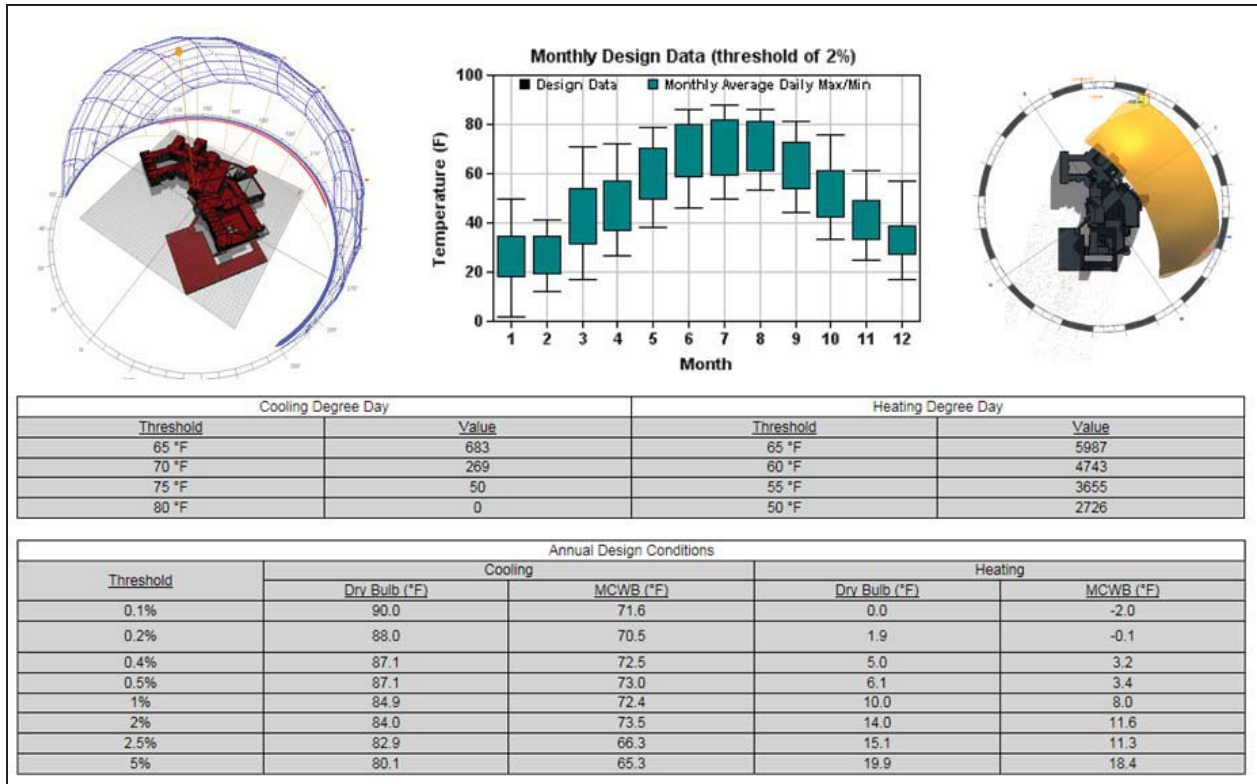 Monthly Design Data (threshold of 2%)
Design Data Monthly Average Daily Max/Min
Temperature (F)
100
80
60
40
20
0
1 2 3 4 5 6 7 8 9 10 11 12
Month
Cooling Degree Day Heating Degree Day
Threshold Value Threshold Value
65 °F 683 65 °F 5987
70 °F 269 60 °F 4743
75 °F 50 55 °F 3655
80 °F 0 50 °F 2726
Annual Design Conditions
Threshold Cooling Heating
Dry Bulb (°F) MCWB (°F) Dry Bulb (°F) MCWB (°F)
0.1% 90.0 71.6 0.0 -2.0
0.2% 88.0 70.5 1.9 -0.1
0.4% 87.1 72.5 5.0 3.2
0.5% 87.1 73.0 6.1 3.4
1% 84.9 72.4 10.0 8.0
2% 84.0 73.5 14.0 11.6
2.5% 82.9 66.3 15.1 11.3
5% 80.1 65.3 19.9 18.4